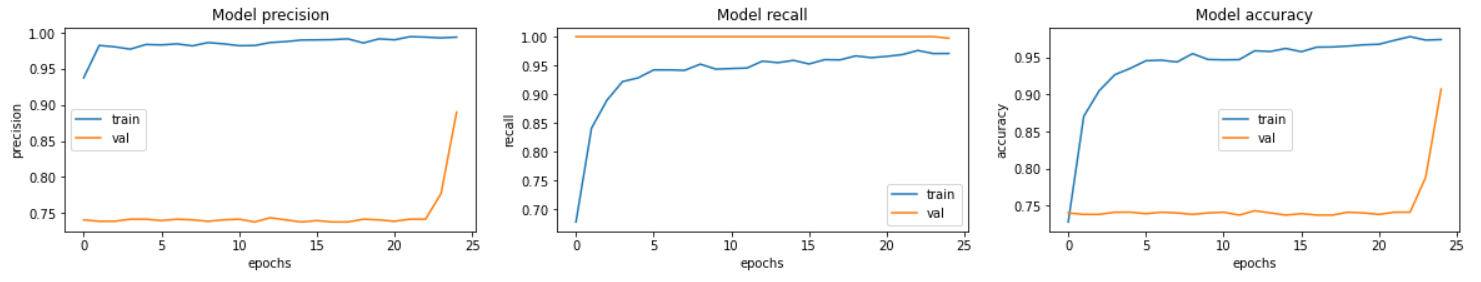 Model precision
1.00
0.95
0.90
0.85
0.80
0.75
precision
train
val
0 5 10 15 20 25
epochs
Model recall
1.00
0.95
0.90
0.85
0.80
0.75
0.70
recall
train
val
0 5 10 15 20 25
epochs
Model accuracy
0.95
0.90
0.85
0.80
0.75
accuracy
train
val
0 5 10 15 20 25
epochs